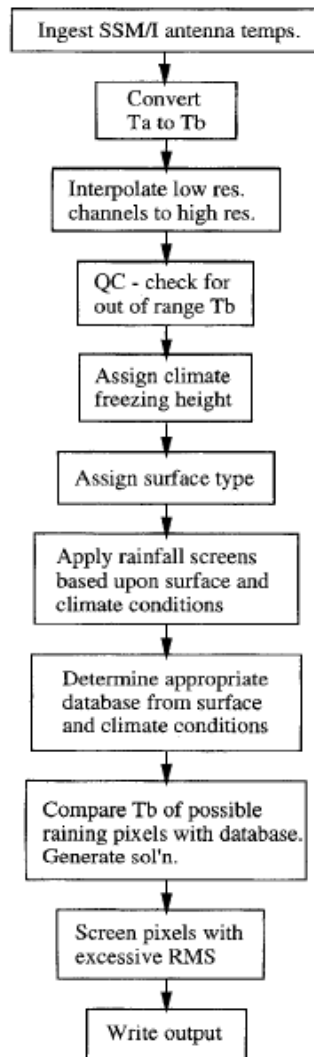 Ingest SSM/I antenna temps.
Convert
Ta to Tb
Interpolate low res.
channels to high res.
QC - check for
out of range Tb
Assign climate
freezing height
Assign surface type
Apply rainfall screens
based upon surface and
climate conditions
Determine appropriate
database from surface
and climate conditions
Compare Tb of possible
raining pixels with database.
Generate sol'n.
Screen pixels with
excessive RMS
Write output